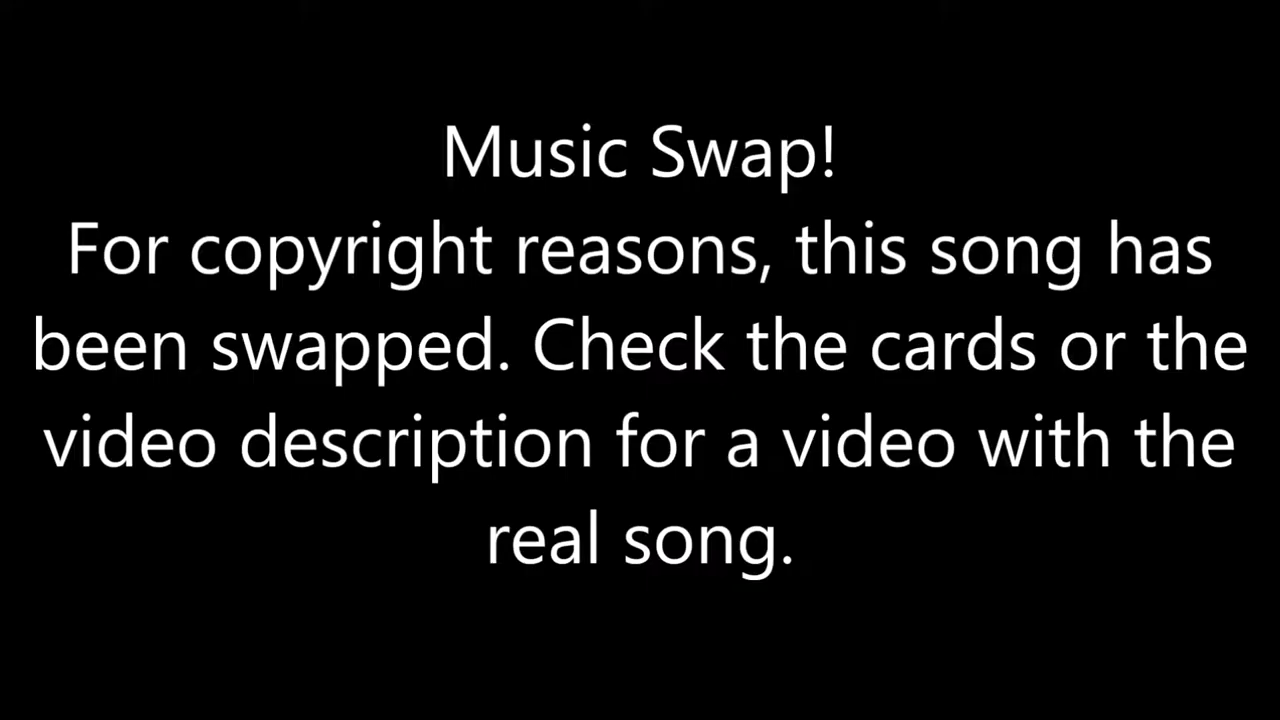 Music Swap!
For copyright reasons, this song has
been swapped. Check the cards or the
video description for a video with the
real song.